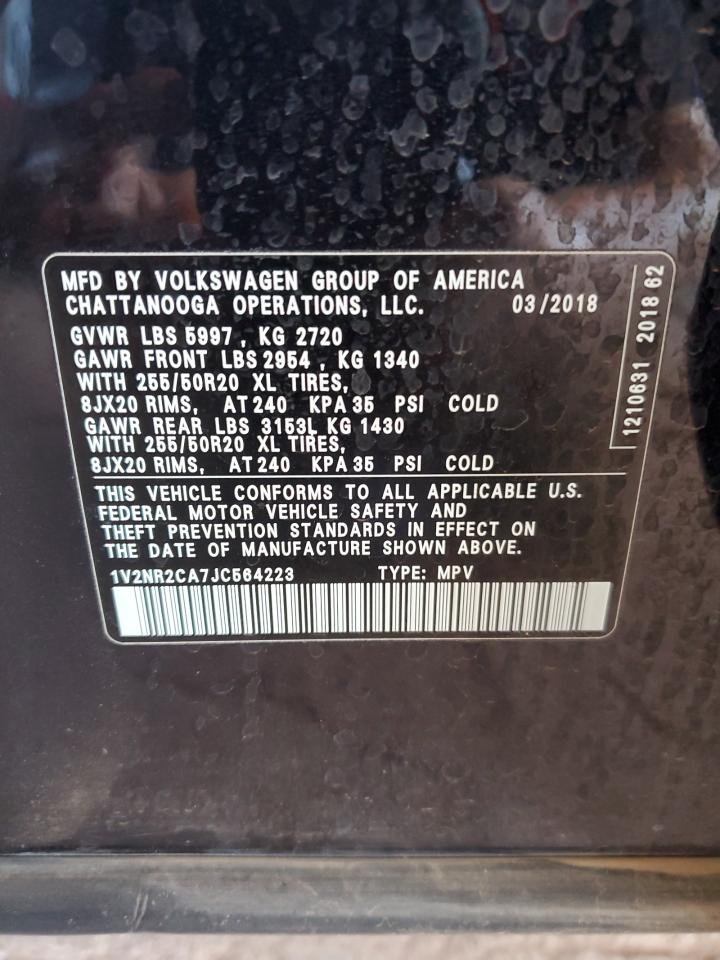 MFD BY VOLKSWAGEN GROUP OF AMERICA
CHATTANOOGA OPERATIONS, LLC. 03/2018
GVWR LBS 5997 , KG 2720
GAWR FRONT LBS 2954 , KG 1340
WITH 255/50R20 XL TIRES,
8JX20 RIMS, AT 240 KPA 35 PSI COLD
GAWR REAR LBS 3153L KG 1430
WITH 255/50R20 XL TIRES,
8JX20 RIMS, AT 240 KPA 35 PSI COLD
THIS VEHICLE CONFORMS TO ALL APPLICABLE U.S.
FEDERAL MOTOR VEHICLE SAFETY AND
THEFT PREVENTION STANDARDS IN EFFECT ON
THE DATE OF MANUFACTURE SHOWN ABOVE.
1V2NR2CA7JC564223 TYPE: MPV
1210631 2018 62